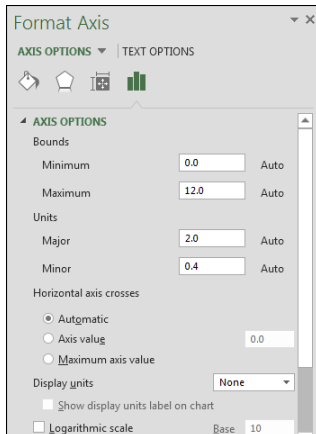 Format Axis
AXIS OPTIONS TEXT OPTIONS
AXIS OPTIONS
Bounds
Minimum 0.0 Auto
Maximum 12.0 Auto
Units
Major 2.0 Auto
Minor 0.4 Auto
Horizontal axis crosses
Automatic
Axis value 0.0
Maximum axis value
Display units None
Show display units label on chart
Logarithmic scale Base 10